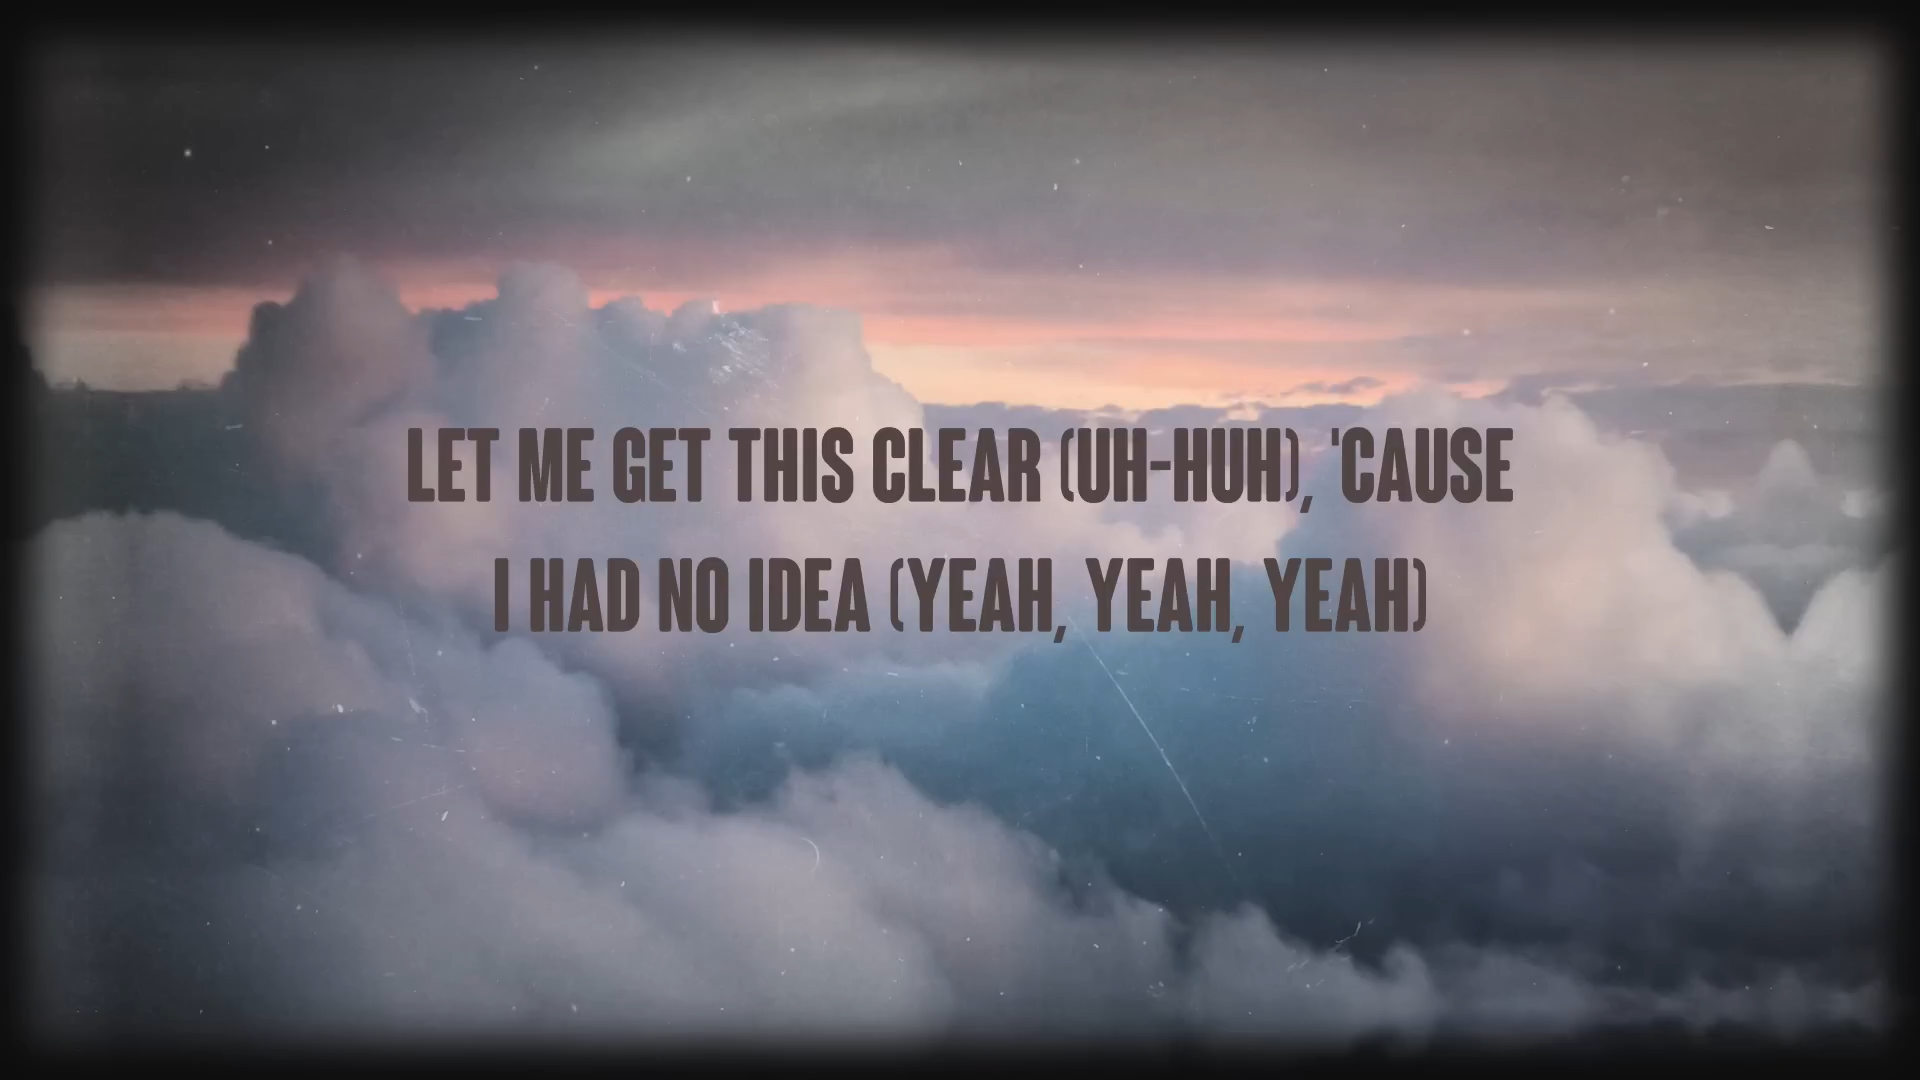 LET ME GET THIS CLEAR (UH-HUH), 'CAUSE
I HAD NO IDEA (YEAH, YEAH, YEAH)